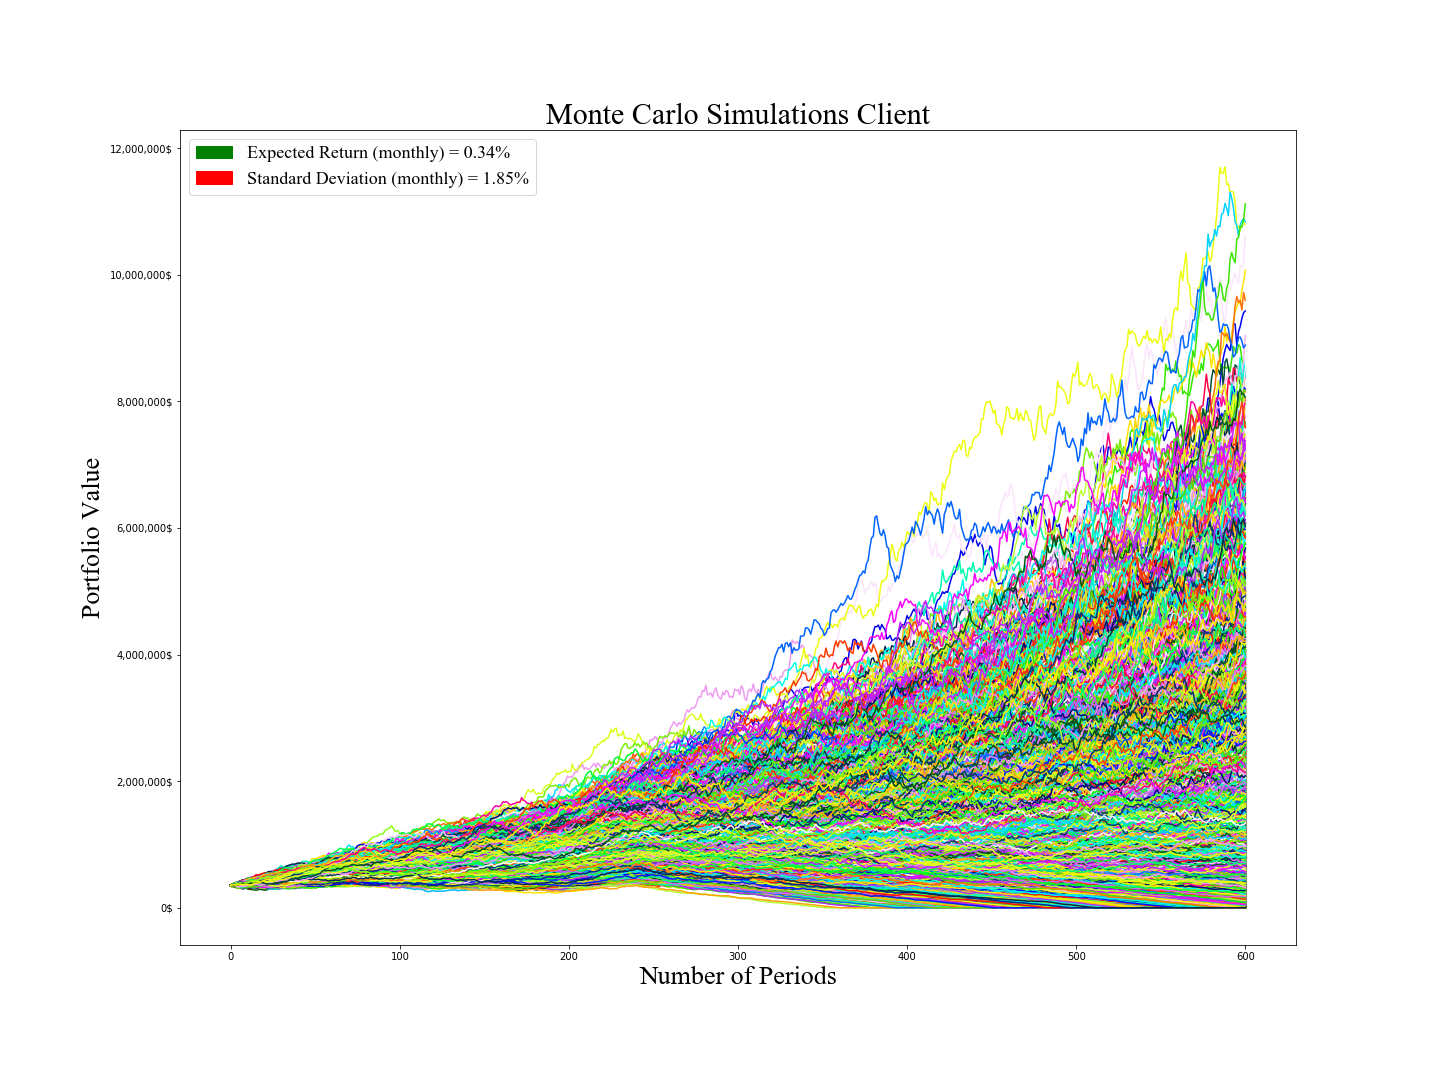 Monte Carlo Simulations Client
Expected Return (monthly) = 0.34%
Standard Deviation (monthly) = 1.85%
12,000,000$
10,000,000$
8,000,000$
6,000,000$
4,000,000$
2,000,000$
0$
Portfolio Value
0 100 200 300 400 500 600
Number of Periods